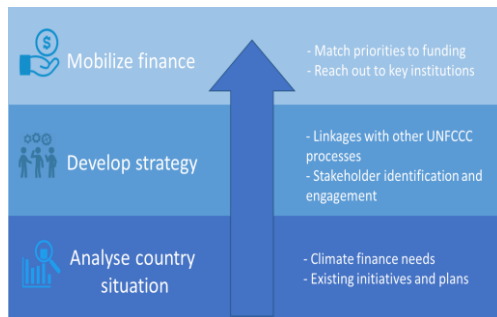 $
Mobilize finance
- Match priorities to funding
- Reach out to key institutions
Develop strategy
- Linkages with other UNFCCC
processes
- Stakeholder identification and
engagement
Analyse country
situation
- Climate finance needs
- Existing initiatives and plans